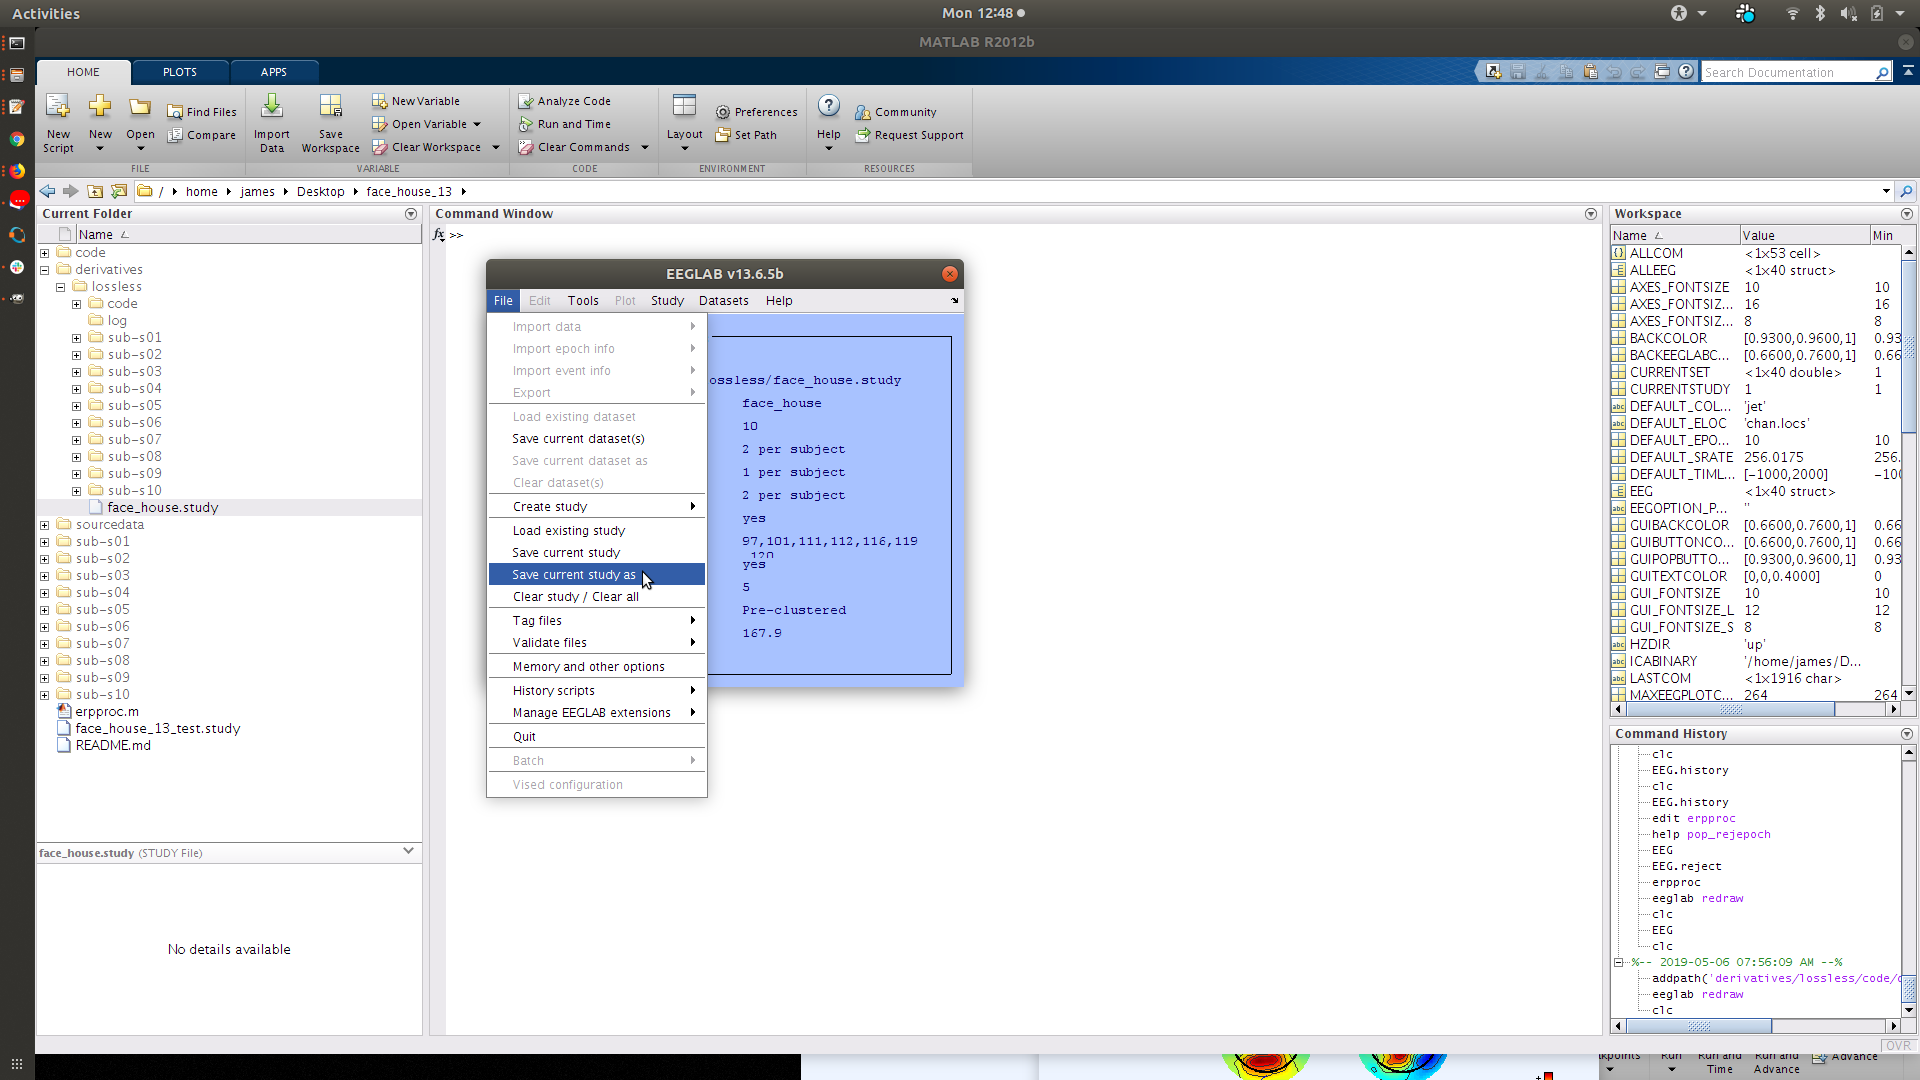 Activities
Mon 12:48
MATLAB R2012b
HOME
PLOTS
APPS
Search Documentation
New Script
New
Open
Find Files
Compare
FILE
Import Data
Save Workspace
New Variable
Open Variable
Clear Workspace
VARIABLE
Analyze Code
Run and Time
Clear Commands
CODE
Layout
Preferences
Set Path
ENVIRONMENT
Help
Community
Request Support
RESOURCES
/ home james Desktop face_house_13
Current Folder
Name
code
derivatives
lossless
code
log
sub-s01
sub-s02
sub-s03
sub-s04
sub-s05
sub-s06
sub-s07
sub-s08
sub-s09
sub-s10
face_house.study
sourcedata
sub-s01
sub-s02
sub-s03
sub-s04
sub-s05
sub-s06
sub-s07
sub-s08
sub-s09
sub-s10
erpproc.m
face_house_13_test.study
README.md
face_house.study (STUDY File)
No details available
Command Window
fx >>
EEGLAB v13.6.5b
File Edit Tools Plot Study Datasets Help
Import data
Import epoch info
Import event info
Export
Load existing dataset
Save current dataset(s)
Save current dataset as
Clear dataset(s)
Create study
Load existing study
Save current study
Save current study as
Clear study / Clear all
Tag files
Validate files
Memory and other options
History scripts
Manage EEGLAB extensions
Quit
Batch
Vised configuration
ossless/face_house.study
face_house
10
2 per subject
1 per subject
2 per subject
yes
97,101,111,112,116,119
,120
yes
5
Pre-clustered
167.9
Workspace
Name Value Min
ALLCOM <1x53 cell>
ALLEEG <1x40 struct>
AXES_FONTSIZE 10 10
AXES_FONTSIZ... 16 16
AXES_FONTSIZ... 8 8
BACKCOLOR [0.9300,0.9600,1] 0.93
BACKEEGLABC... [0.6600,0.7600,1] 0.66
CURRENTSET <1x40 double> 1
CURRENTSTUDY 1 1
DEFAULT_COL... 'jet'
DEFAULT_ELOC 'chan.locs'
DEFAULT_EPO... 10 10
DEFAULT_SRATE 256.0175 256.
DEFAULT_TIML... [-1000,2000] -100
EEG <1x40 struct>
EEGOPTION_P... ''
GUIBACKCOLOR [0.6600,0.7600,1] 0.66
GUIBUTTONCO... [0.6600,0.7600,1] 0.66
GUIPOPBUTTO... [0.9300,0.9600,1] 0.93
GUITEXTCOLOR [0,0,0.4000] 0
GUI_FONTSIZE 10 10
GUI_FONTSIZE_L 12 12
GUI_FONTSIZE_S 8 8
HZDIR 'up'
ICABINARY '/home/james/D...
LASTCOM <1x1916 char>
MAXEEGPLOTC... 264 264
Command History
clc
EEG.history
clc
EEG.history
edit erpproc
help pop_rejepoch
EEG
EEG.reject
erpproc
eeglab redraw
clc
EEG
clc
%-- 2019-05-06 07:56:09 AM --%
addpath('derivatives/lossless/code/
eeglab redraw
clc
OVR
kpoints
Run
Run and Time
Run and Advance
Advance